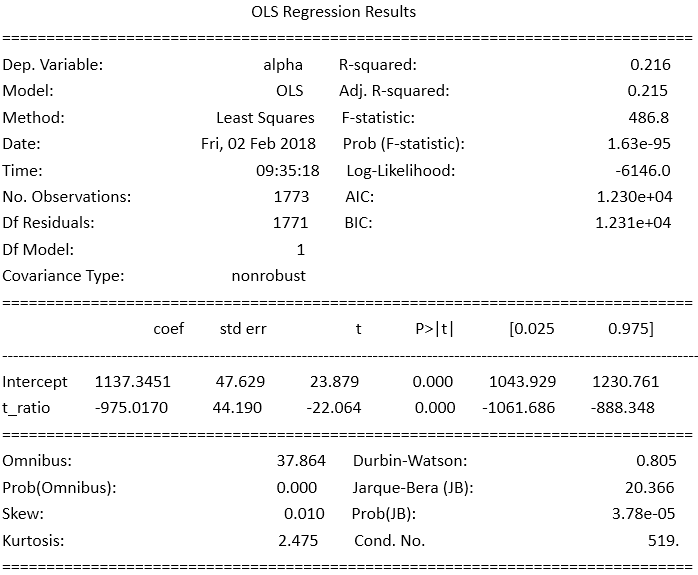 OLS Regression Results
==============================================================================
Dep. Variable: alpha R-squared: 0.216
Model: OLS Adj. R-squared: 0.215
Method: Least Squares F-statistic: 486.8
Date: Fri, 02 Feb 2018 Prob (F-statistic): 1.63e-95
Time: 09:35:18 Log-Likelihood: -6146.0
No. Observations: 1773 AIC: 1.230e+04
Df Residuals: 1771 BIC: 1.231e+04
Df Model: 1
Covariance Type: nonrobust
==============================================================================
coef std err t P>|t| [0.025 0.975]
------------------------------------------------------------------------------
Intercept 1137.3451 47.629 23.879 0.000 1043.929 1230.761
t_ratio -975.0170 44.190 -22.064 0.000 -1061.686 -888.348
==============================================================================
Omnibus: 37.864 Durbin-Watson: 0.805
Prob(Omnibus): 0.000 Jarque-Bera (JB): 20.366
Skew: 0.010 Prob(JB): 3.78e-05
Kurtosis: 2.475 Cond. No. 519.
==============================================================================